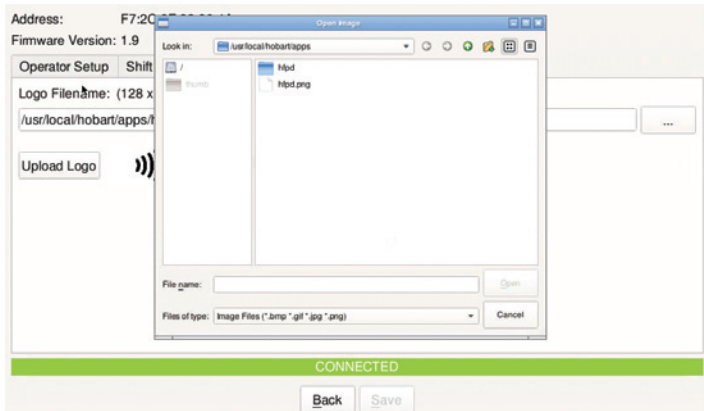 Address:
Firmware Version: 1.9
Operator Setup
Shift
Logo Filename: (128 x
/usr/local/hobart/apps/h
...
Upload Logo
Open Image
Look in:
/usr/local/hobart/apps
/
thumb
hfpd
hfpd.png
File name:
Open
Files of type:
Image Files (*.bmp *.gif *.jpg *.png)
Cancel
CONNECTED
Back
Save